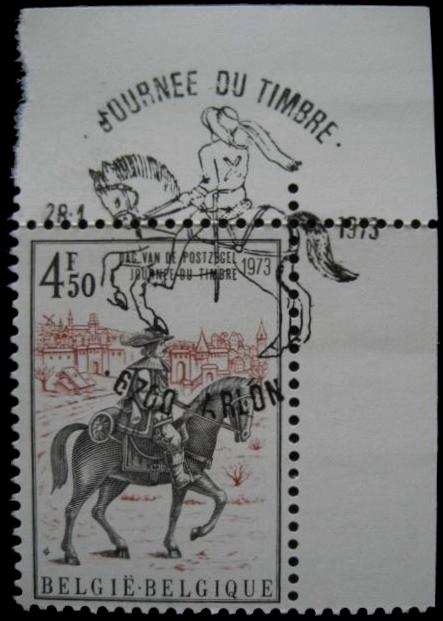 JOURNEE DU TIMBRE
28-1 1973
4F50
DAG VAN DE POSTZEGEL
JOURNEE DU TIMBRE 1973
6700 ARLON
BELGIË·BELGIQUE